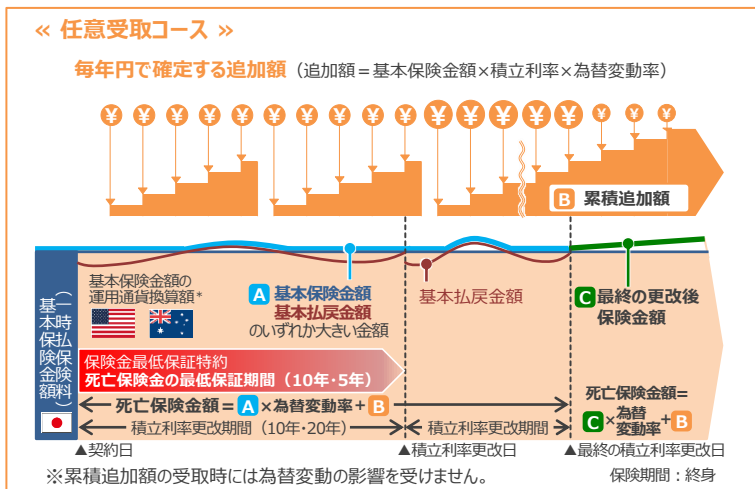 ≪ 任意受取コース ≫
毎年円で確定する追加額（追加額＝基本保険金額×積立利率×為替変動率）
¥ ¥ ¥ ¥ ¥ ¥ ¥ ¥ ¥ ¥ ¥ ¥ ¥ ¥ ¥ ¥ ¥ ¥
B 累積追加額
基本保険金額
（一時払保険料）
基本保険金額の
運用通貨換算額*
A 基本保険金額
基本払戻金額
のいずれか大きい金額
基本払戻金額
C 最終の更改後
保険金額
保険金最低保証特約
死亡保険金の最低保証期間（10年・5年）
死亡保険金額＝A×為替変動率＋B
死亡保険金額＝
C×為替変動率＋B
積立利率更改期間（10年・20年）
積立利率更改期間
▲契約日
▲積立利率更改日
▲最終の積立利率更改日
※累積追加額の受取時には為替変動の影響を受けません。
保険期間：終身